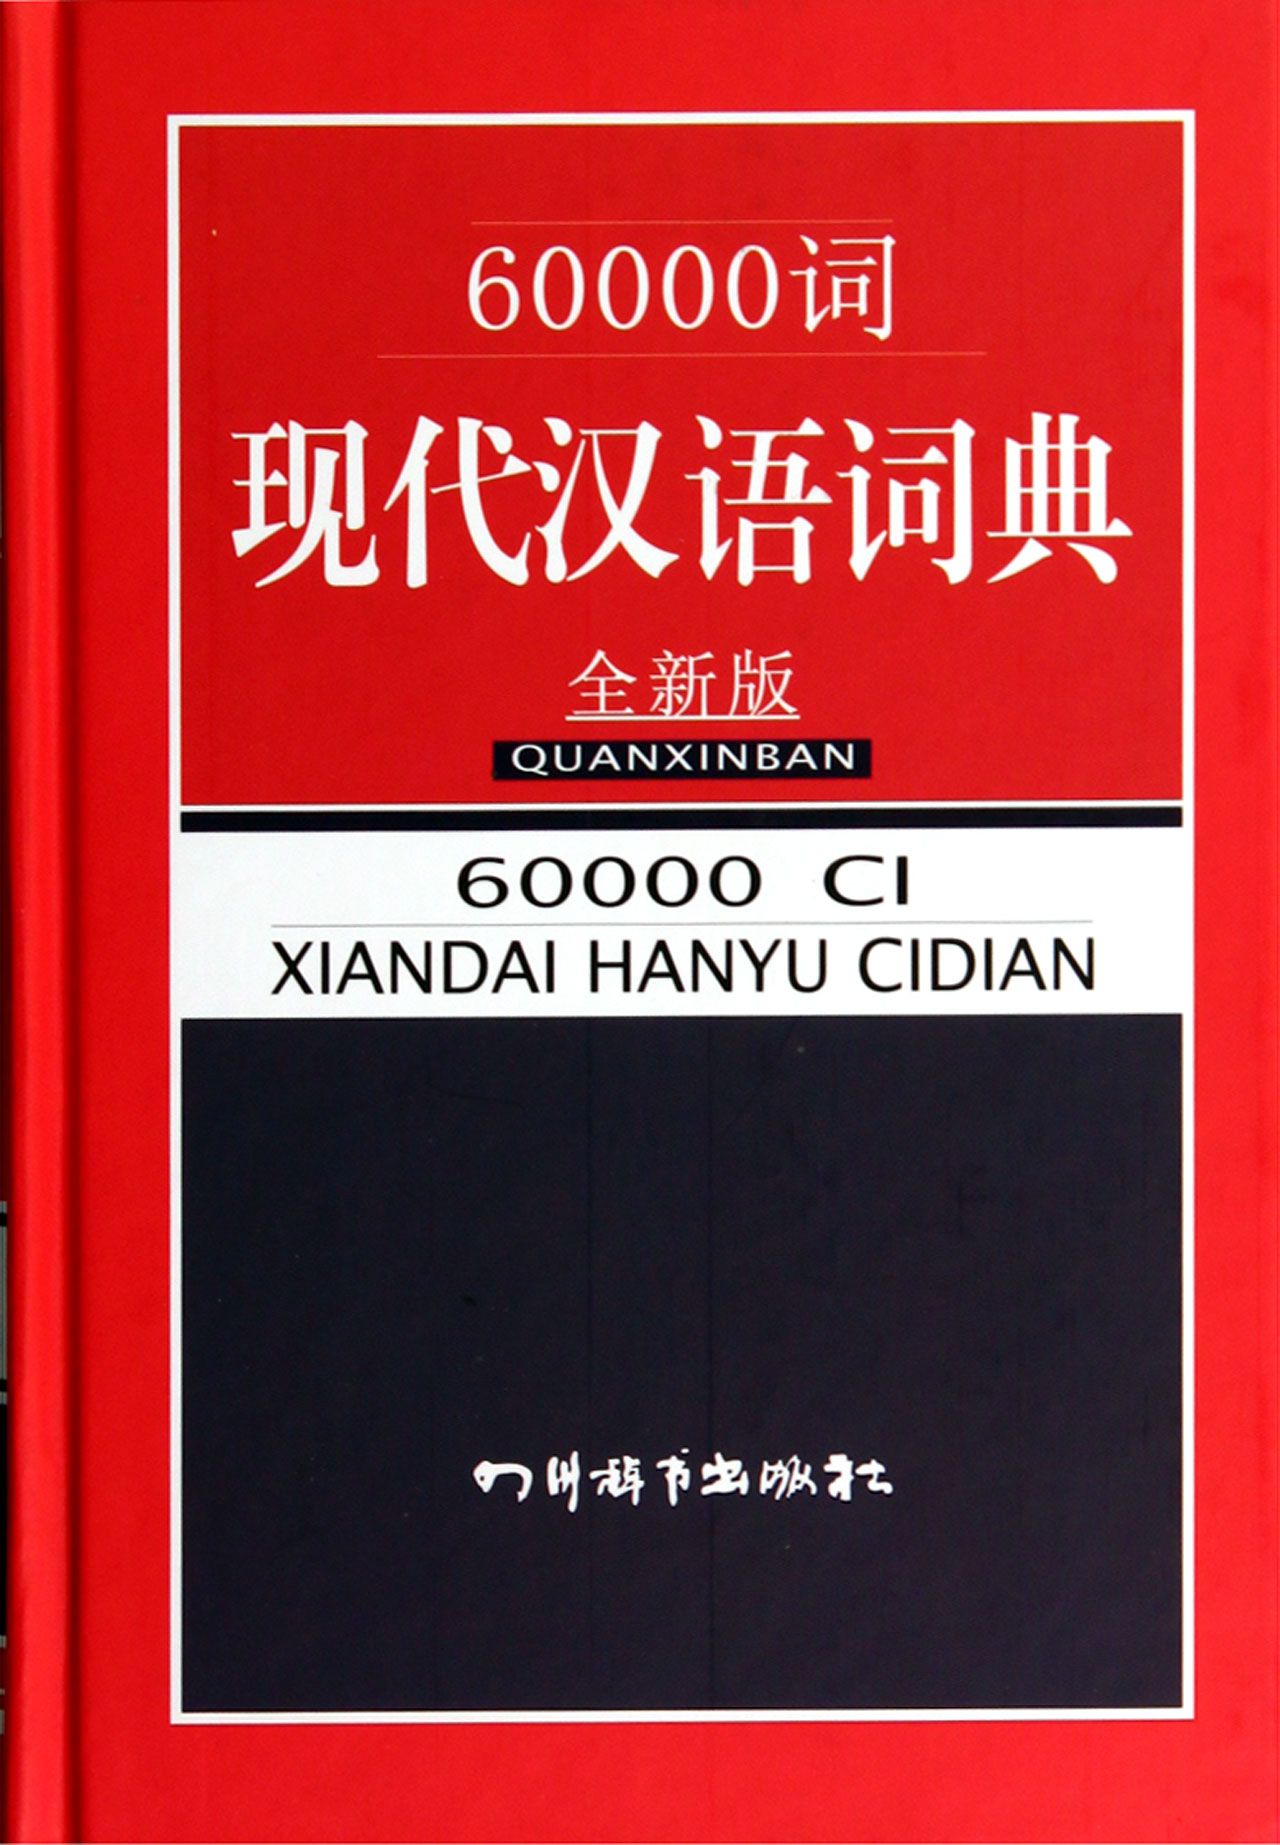 60000词
现代汉语词典
全新版
QUANXINBAN
60000 CI
XIANDAI HANYU CIDIAN
四川辞书出版社